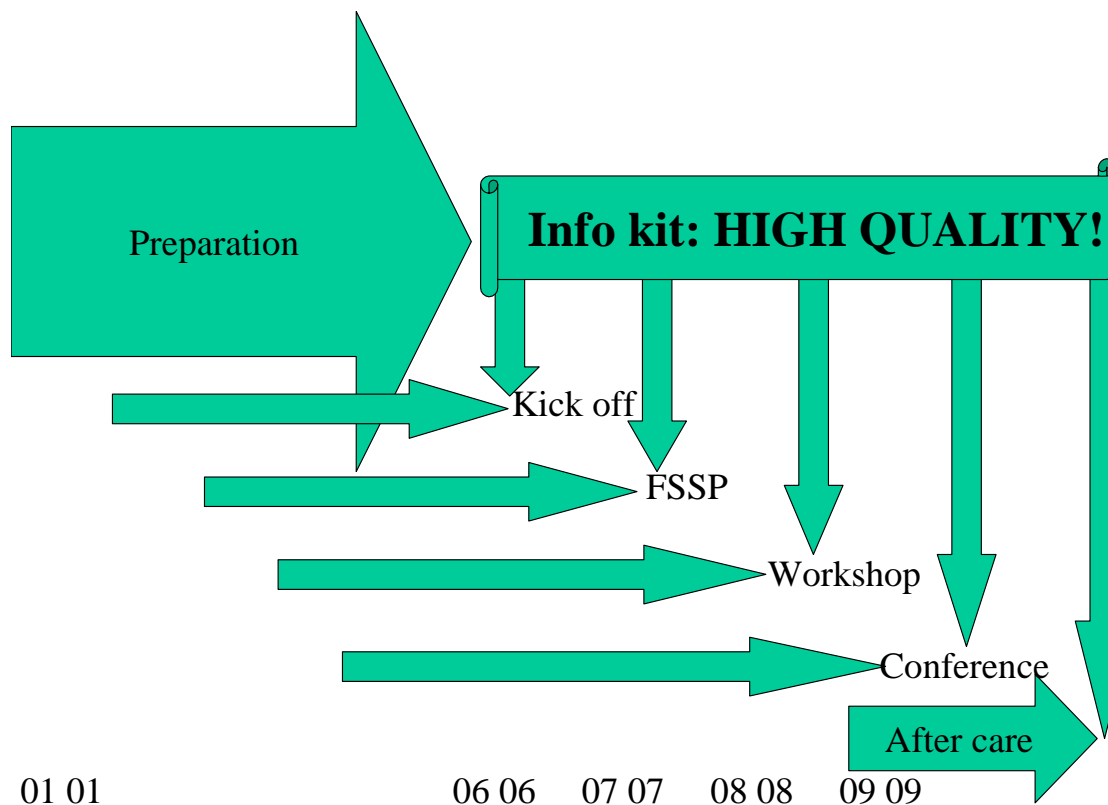 Preparation
Info kit: HIGH QUALITY!
Kick off
FSSP
Workshop
Conference
After care
01 01 06 06 07 07 08 08 09 09